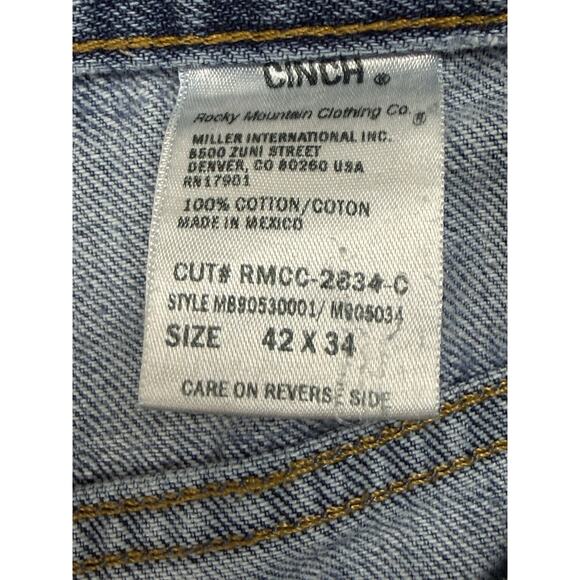 CINCH ®
Rocky Mountain Clothing Co. ®
MILLER INTERNATIONAL INC.
8500 ZUNI STREET
DENVER, CO 80260 USA
RN17901
100% COTTON/COTON
MADE IN MEXICO
CUT# RMCC-2834-C
STYLE MB90530001/ M905034
SIZE 42 X 34
CARE ON REVERSE SIDE